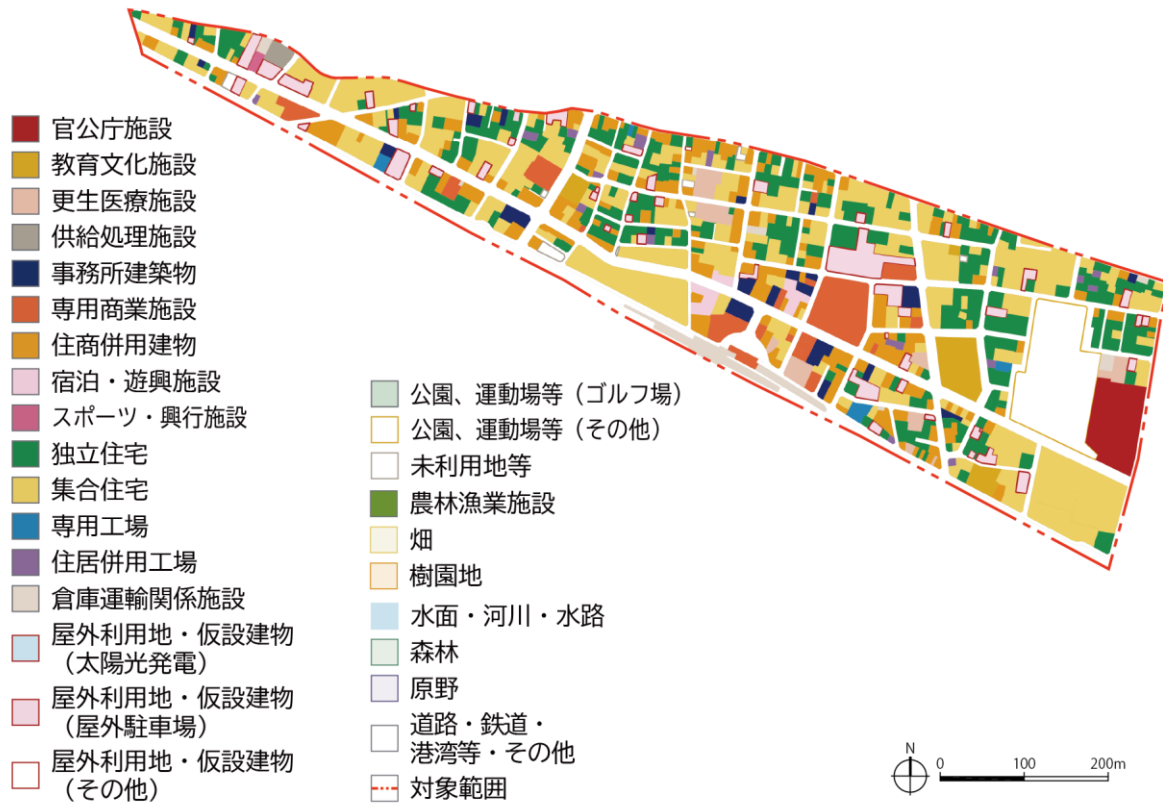 官公庁施設
教育文化施設
更生医療施設
供給処理施設
事務所建築物
専用商業施設
住商併用建物
宿泊・遊興施設
スポーツ・興行施設
独立住宅
集合住宅
専用工場
住居併用工場
倉庫運輸関係施設
屋外利用地・仮設建物
（太陽光発電）
屋外利用地・仮設建物
（屋外駐車場）
屋外利用地・仮設建物
（その他）
公園、運動場等（ゴルフ場）
公園、運動場等（その他）
未利用地等
農林漁業施設
畑
樹園地
水面・河川・水路
森林
原野
道路・鉄道・
港湾等・その他
対象範囲
N
0 100 200m